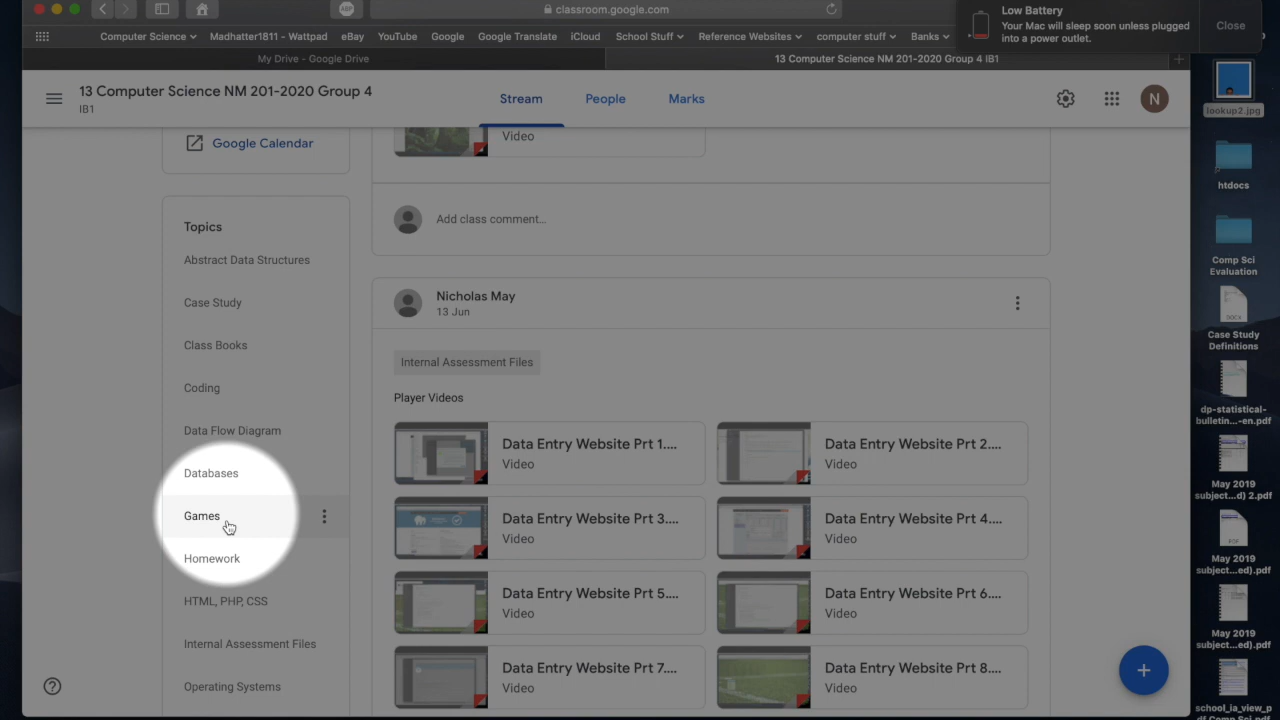 classroom.google.com
Low Battery
Your Mac will sleep soon unless plugged
into a power outlet.
Close
ABP
Computer Science
Madhatter1811 - Wattpad
eBay
YouTube
Google
Google Translate
iCloud
School Stuff
Reference Websites
computer stuff
Banks
My Drive - Google Drive
13 Computer Science NM 201-2020 Group 4 IB1
13 Computer Science NM 201-2020 Group 4
IB1
Stream
People
Marks
N
lookup2.jpg
Google Calendar
Video
htdocs
Topics
Add class comment...
Abstract Data Structures
Case Study
Class Books
Coding
Data Flow Diagram
Databases
Games
Homework
HTML, PHP, CSS
Internal Assessment Files
Operating Systems
Nicholas May
13 Jun
Internal Assessment Files
Player Videos
Data Entry Website Prt 1....
Video
Data Entry Website Prt 2....
Video
Data Entry Website Prt 3....
Video
Data Entry Website Prt 4....
Video
Data Entry Website Prt 5....
Video
Data Entry Website Prt 6....
Video
Data Entry Website Prt 7....
Video
Data Entry Website Prt 8....
Video
Comp Sci
Evaluation
DOCX
Case Study
Definitions
dp-statistical-
bulletin...-en.pdf
May 2019
subject...d) 2.pdf
PDF
May 2019
subject...ed).pdf
May 2019
subject...ed).pdf
school_ia_view_p